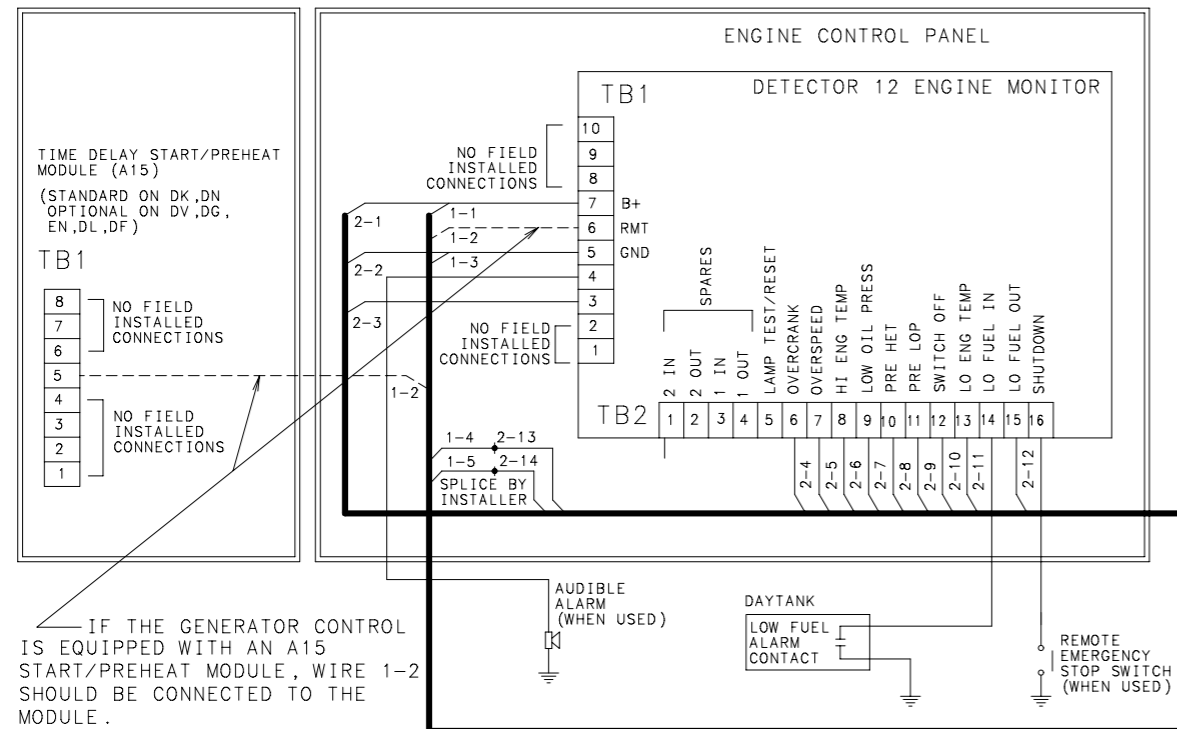 ENGINE CONTROL PANEL
DETECTOR 12 ENGINE MONITOR
TB1
10
9
8
7
6
5
4
3
2
1
NO FIELD
INSTALLED
CONNECTIONS
B+
RMT
GND
NO FIELD
INSTALLED
CONNECTIONS
2-1
2-2
2-3
1-1
1-2
1-3
TIME DELAY START/PREHEAT
MODULE (A15)
(STANDARD ON DK,DN
OPTIONAL ON DV,DG,
EN,DL,DF)
TB1
8
7
6
5
4
3
2
1
NO FIELD
INSTALLED
CONNECTIONS
NO FIELD
INSTALLED
CONNECTIONS
1-2
SPARES
2 IN
2 OUT
1 IN
1 OUT
LAMP TEST/RESET
OVERCRANK
OVERSPEED
HI ENG TEMP
LOW OIL PRESS
PRE HET
PRE LOP
SWITCH OFF
LO ENG TEMP
LO FUEL IN
LO FUEL OUT
SHUTDOWN
TB2
1
2
3
4
5
6
7
8
9
10
11
12
13
14
15
16
1-4
2-13
1-5
2-14
SPLICE BY
INSTALLER
2-4
2-5
2-6
2-7
2-8
2-9
2-10
2-11
2-12
AUDIBLE
ALARM
(WHEN USED)
DAYTANK
LOW FUEL
ALARM
CONTACT
REMOTE
EMERGENCY
STOP SWITCH
(WHEN USED)
IF THE GENERATOR CONTROL
IS EQUIPPED WITH AN A15
START/PREHEAT MODULE, WIRE 1-2
SHOULD BE CONNECTED TO THE
MODULE.